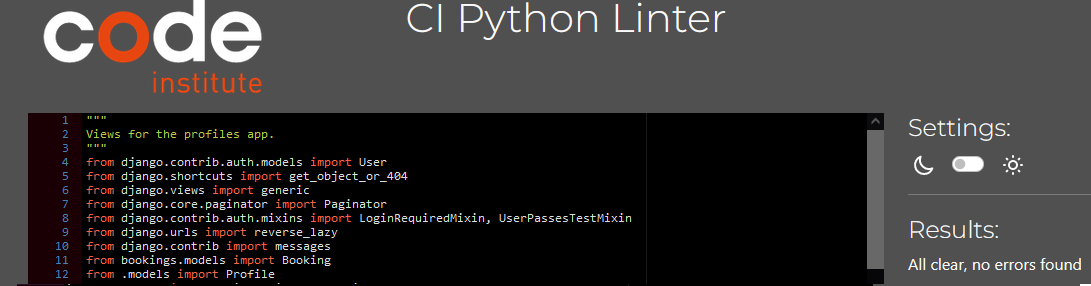 code
institute
CI Python Linter
1 """
2 Views for the profiles app.
3 """
4 from django.contrib.auth.models import User
5 from django.shortcuts import get_object_or_404
6 from django.views import generic
7 from django.core.paginator import Paginator
8 from django.contrib.auth.mixins import LoginRequiredMixin, UserPassesTestMixin
9 from django.urls import reverse_lazy
10 from django.contrib import messages
11 from bookings.models import Booking
12 from .models import Profile
Settings:
Results:
All clear, no errors found